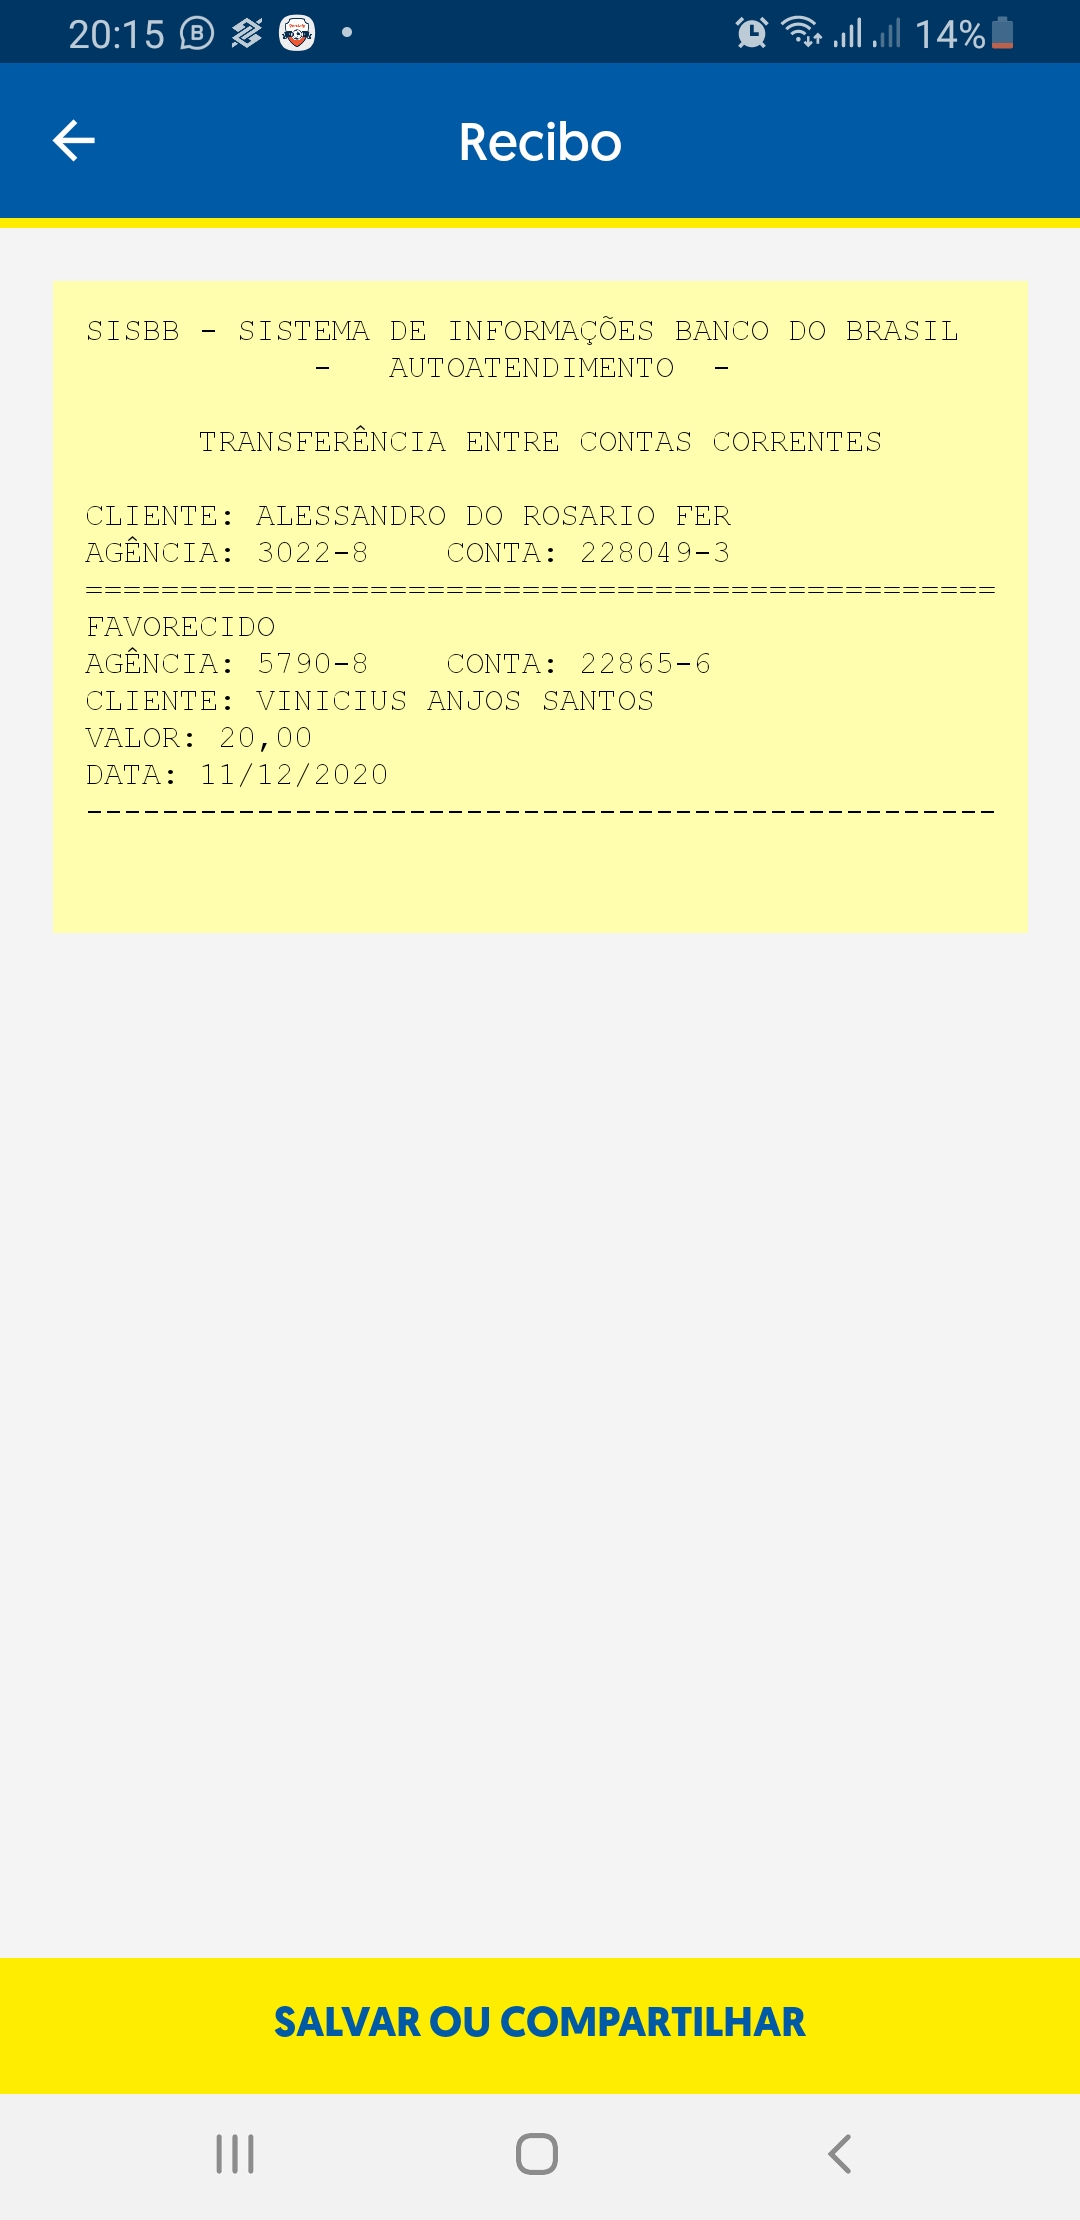 20:15 14%
Recibo
SISBB - SISTEMA DE INFORMAÇÕES BANCO DO BRASIL
- AUTOATENDIMENTO -
TRANSFERÊNCIA ENTRE CONTAS CORRENTES
CLIENTE: ALESSANDRO DO ROSARIO FER
AGÊNCIA: 3022-8 CONTA: 228049-3
================================================
FAVORECIDO
AGÊNCIA: 5790-8 CONTA: 22865-6
CLIENTE: VINICIUS ANJOS SANTOS
VALOR: 20,00
DATA: 11/12/2020
------------------------------------------------
SALVAR OU COMPARTILHAR